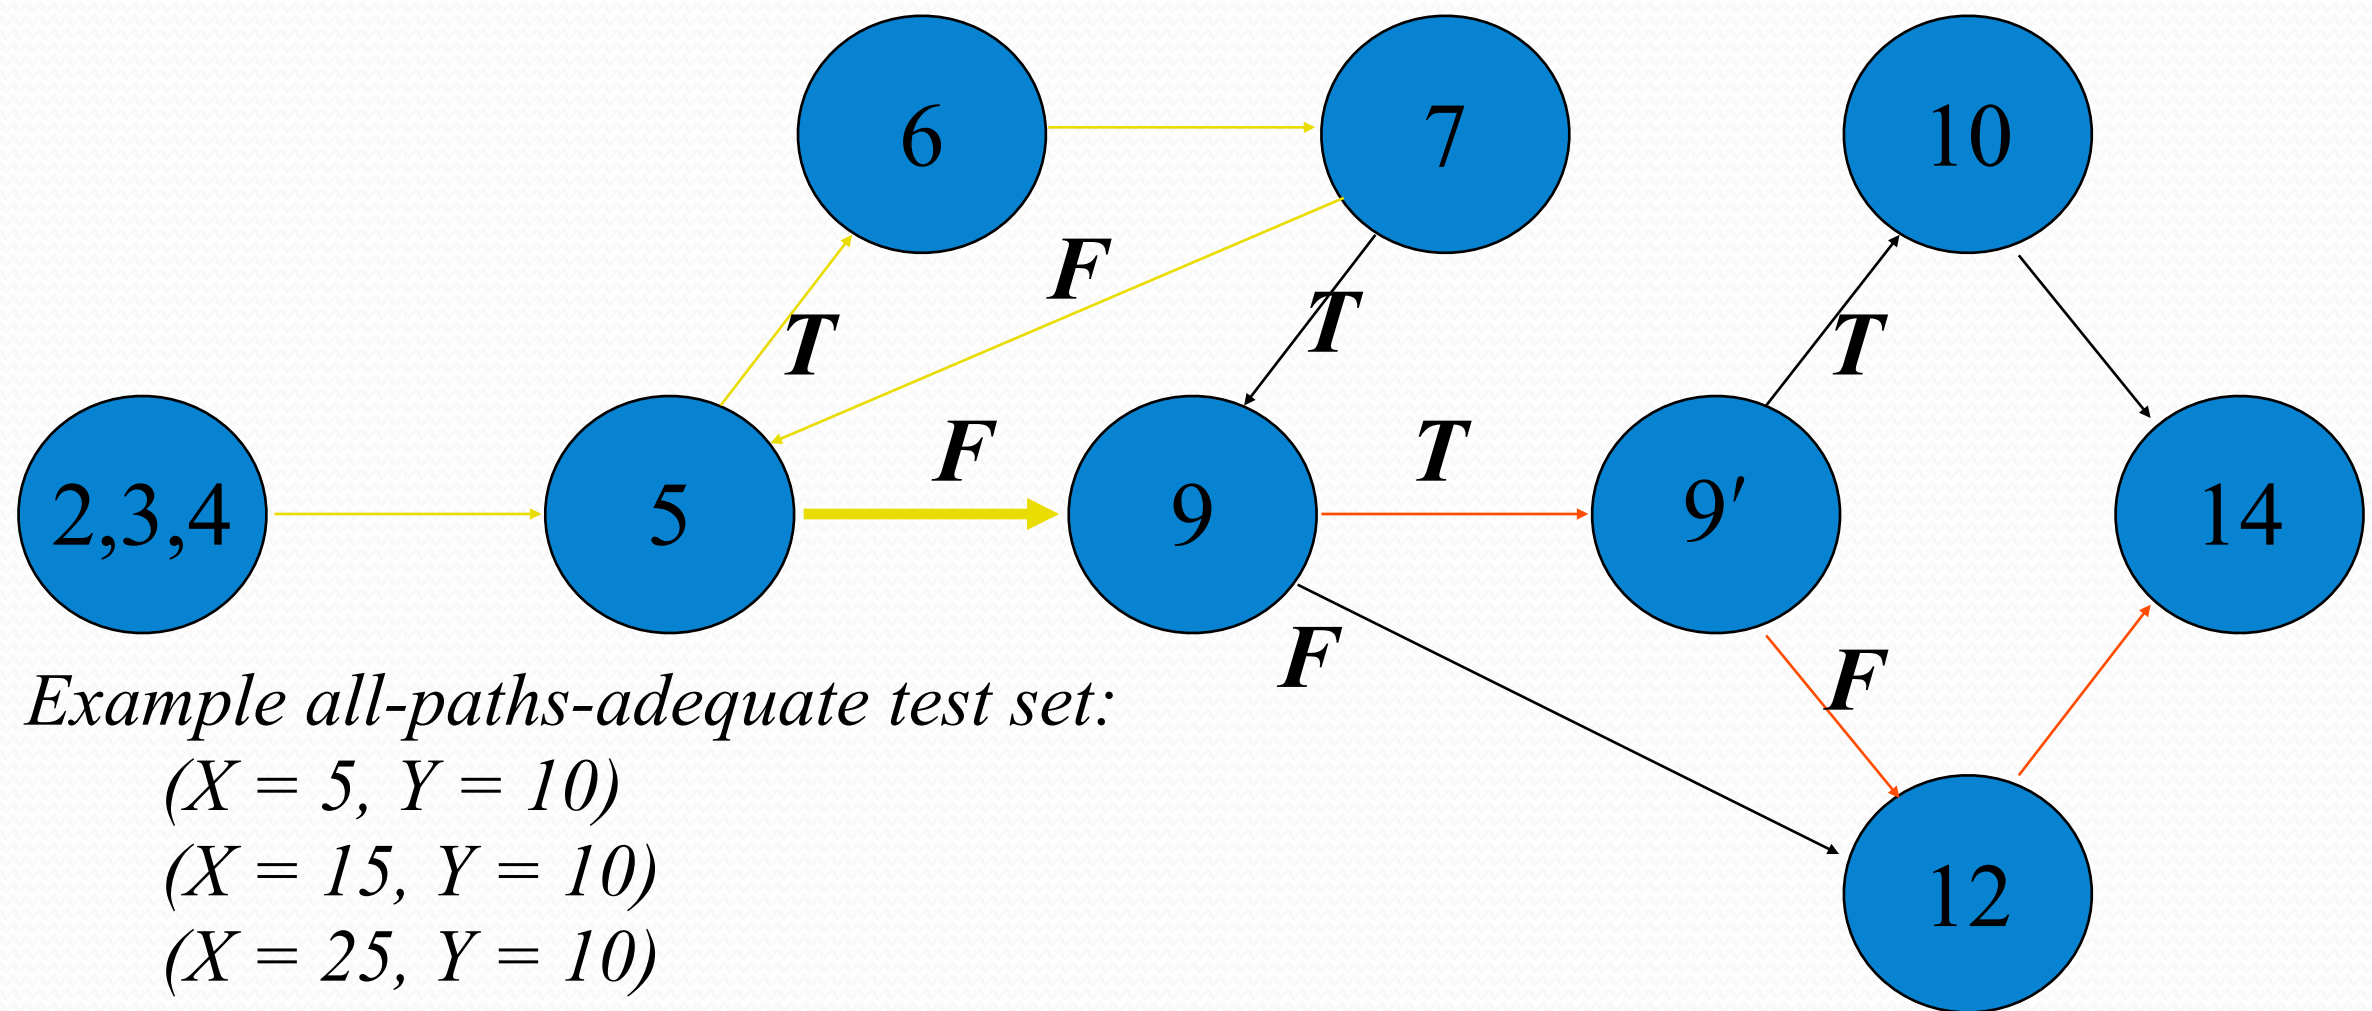 6
7
10
F
T
T
T
F
T
2,3,4
5
9
9′
14
F
F
Example all-paths-adequate test set:
(X = 5, Y = 10)
(X = 15, Y = 10)
(X = 25, Y = 10)
12